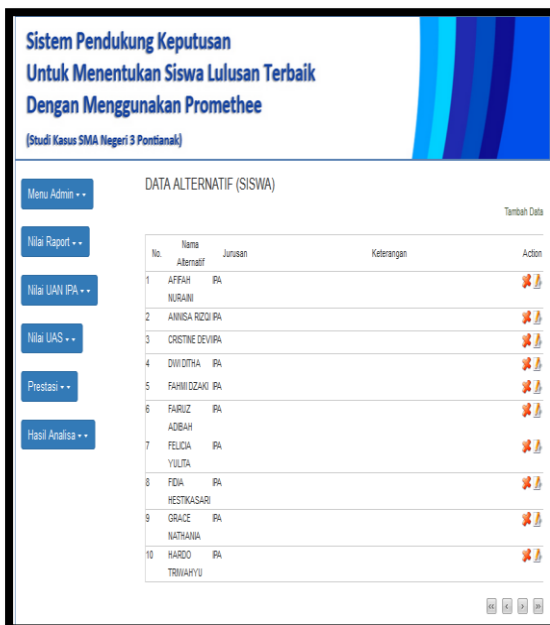 Sistem Pendukung Keputusan
Untuk Menentukan Siswa Lulusan Terbaik
Dengan Menggunakan Promethee
(Studi Kasus SMA Negeri 3 Pontianak)
Menu Admin
Nilai Raport
Nilai UAN IPA
Nilai UAS
Prestasi
Hasil Analisa
DATA ALTERNATIF (SISWA)
Tambah Data
No. Nama Alternatif Jurusan Keterangan Action
1 AFIFAH NURAINI IPA
2 ANNISA RIZQI IPA
3 CRISTINE DEVI IPA
4 DWI DITHA IPA
5 FAHMI DZAKI IPA
6 FAIRUZ ADIBAH IPA
7 FELICIA YULITA IPA
8 FIDIA HESTIKASARI IPA
9 GRACE NATHANIA IPA
10 HARDO TRIWAHYU IPA
« ‹ › »